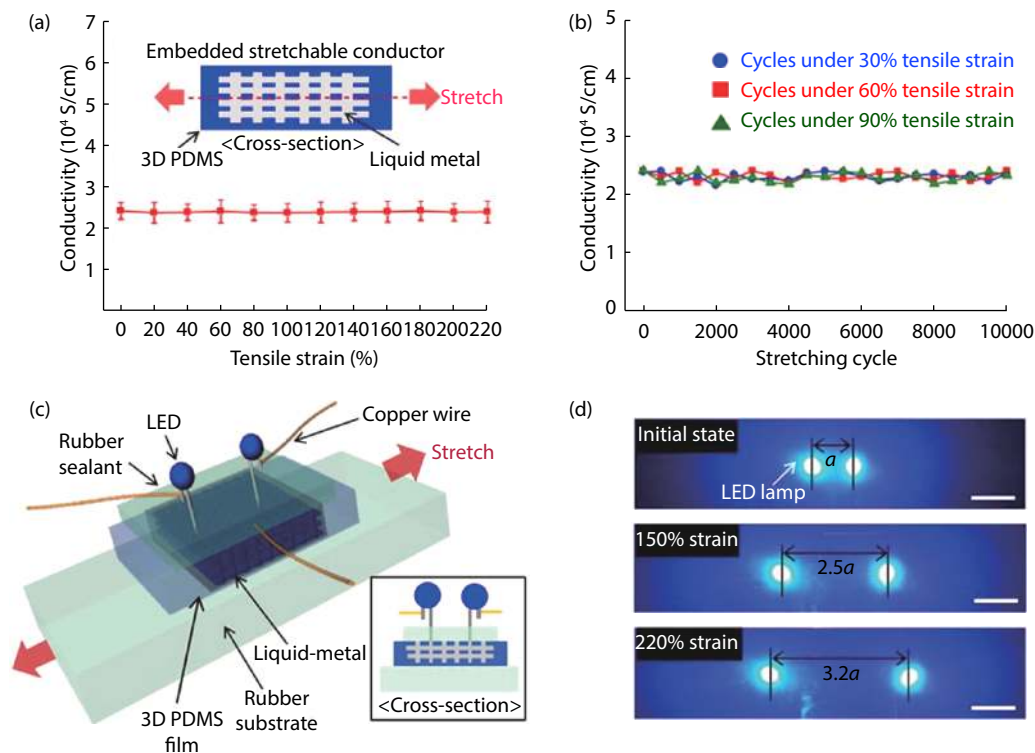 (a)
7
6
5
4
3
2
1
Conductivity (10⁴ S/cm)
Embedded stretchable conductor
Stretch
<Cross-section>
3D PDMS
Liquid metal
0 20 40 60 80 100 120 140 160 180 200 220
Tensile strain (%)
(b)
5
4
3
2
1
0
Conductivity (10⁴ S/cm)
Cycles under 30% tensile strain
Cycles under 60% tensile strain
Cycles under 90% tensile strain
0 2000 4000 6000 8000 10000
Stretching cycle
(c)
LED
Copper wire
Rubber
sealant
Stretch
Liquid-metal
Rubber
substrate
3D PDMS
film
<Cross-section>
(d)
Initial state
a
LED lamp
150% strain
2.5a
220% strain
3.2a